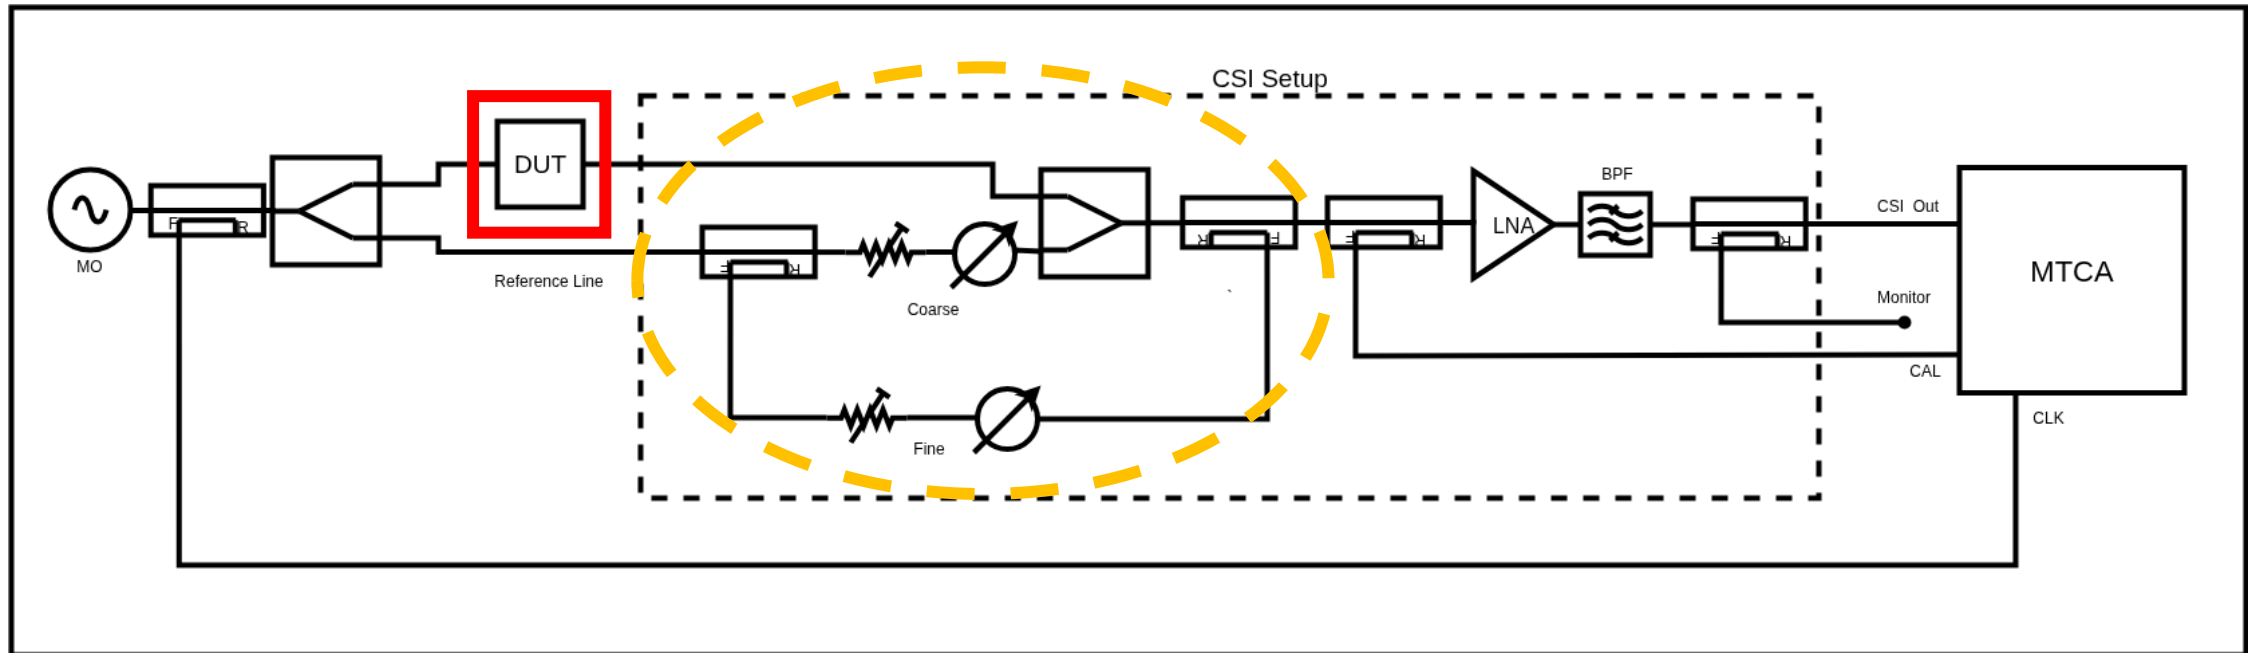 CSI Setup
MO
F R
DUT
Reference Line
F R
Coarse
Fine
R F
F R
LNA
BPF
F R
CSI Out
Monitor
CAL
MTCA
CLK